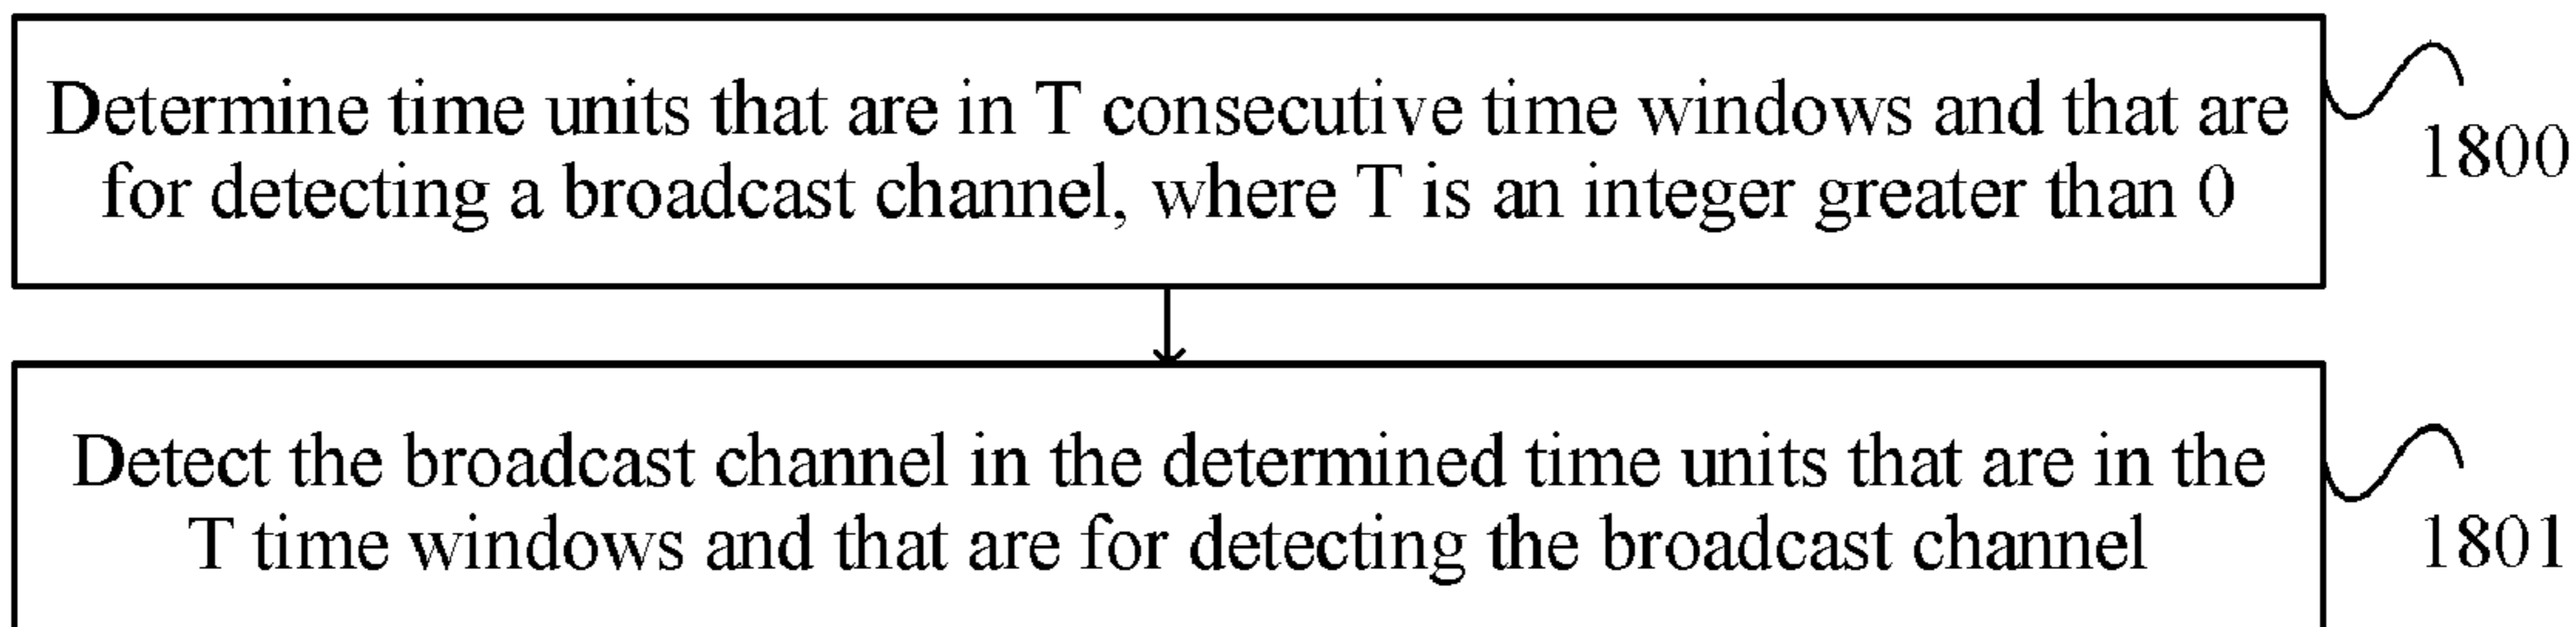 Determine time units that are in T consecutive time windows and that are
for detecting a broadcast channel, where T is an integer greater than 0
1800
Detect the broadcast channel in the determined time units that are in the
T time windows and that are for detecting the broadcast channel
1801